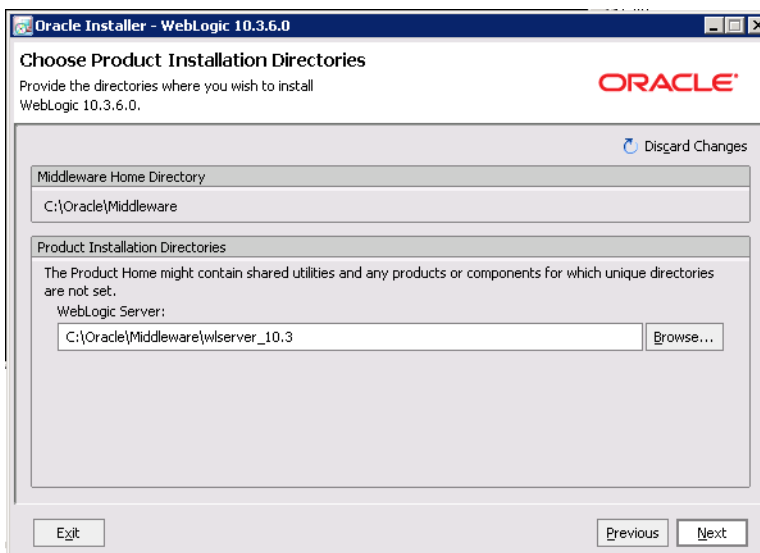 Oracle Installer - WebLogic 10.3.6.0
Choose Product Installation Directories
Provide the directories where you wish to install
WebLogic 10.3.6.0.
ORACLE
Discard Changes
Middleware Home Directory
C:\Oracle\Middleware
Product Installation Directories
The Product Home might contain shared utilities and any products or components for which unique directories
are not set.
WebLogic Server:
C:\Oracle\Middleware\wlserver_10.3
Browse...
Exit
Previous
Next